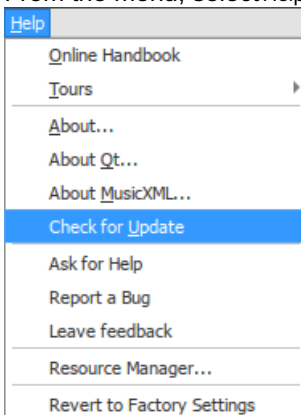 Help
Online Handbook
Tours
About...
About Qt...
About MusicXML...
Check for Update
Ask for Help
Report a Bug
Leave feedback
Resource Manager...
Revert to Factory Settings